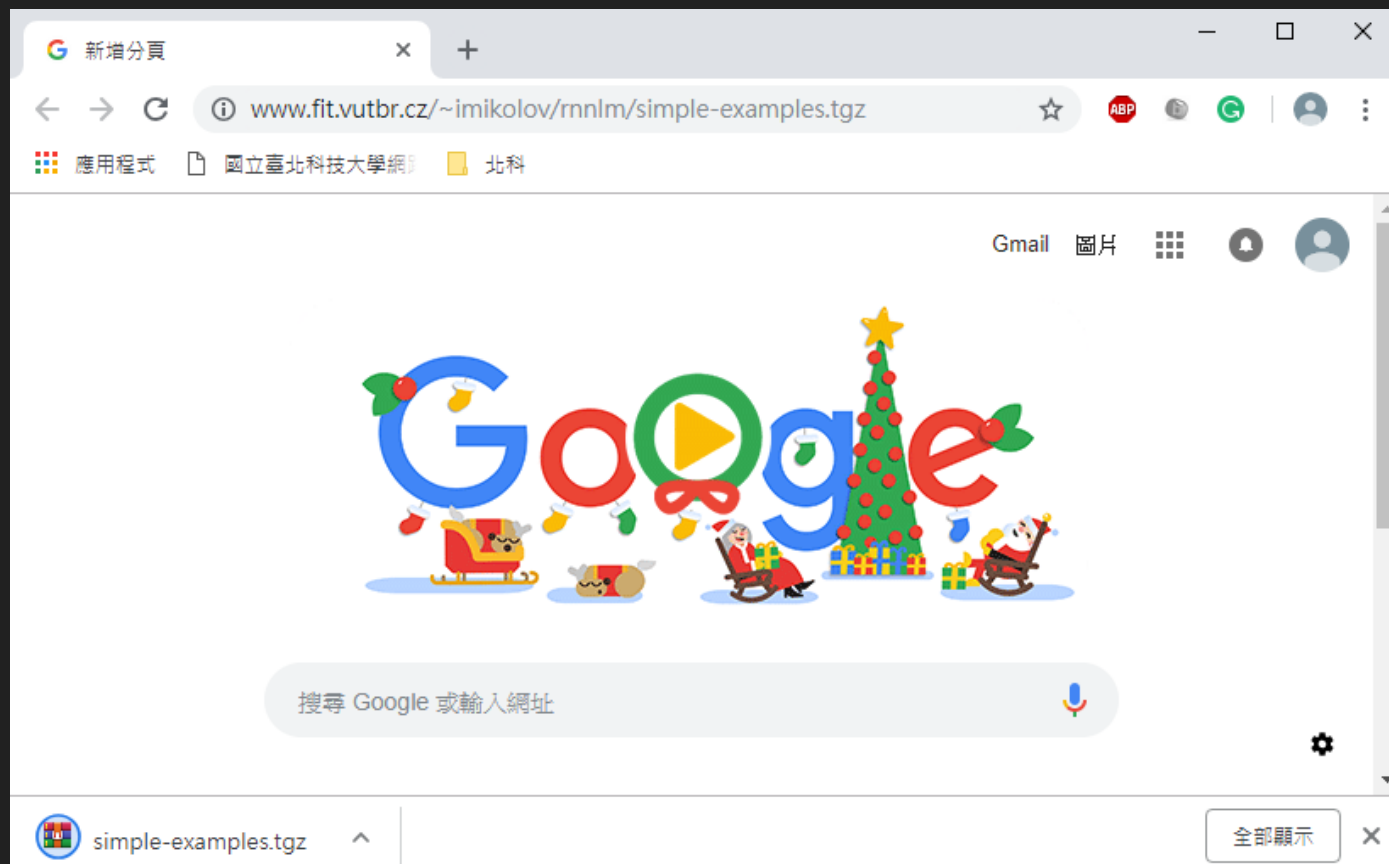 新增分頁
www.fit.vutbr.cz/~imikolov/rnnlm/simple-examples.tgz
ABP
應用程式 國立臺北科技大學網 北科
Gmail 圖片
Google
搜尋 Google 或輸入網址
simple-examples.tgz 全部顯示